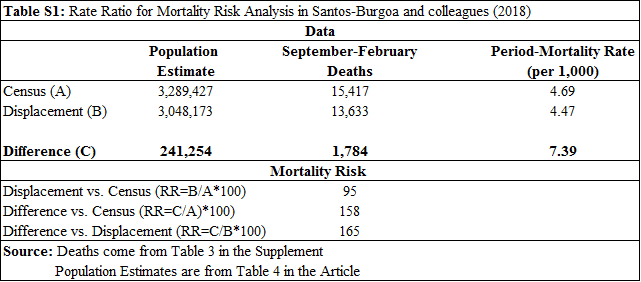 Table S1: Rate Ratio for Mortality Risk Analysis in Santos-Burgoa and colleagues (2018)
Data
Population Estimate September-February Deaths Period-Mortality Rate (per 1,000)
Census (A) 3,289,427 15,417 4.69
Displacement (B) 3,048,173 13,633 4.47
Difference (C) 241,254 1,784 7.39
Mortality Risk
Displacement vs. Census (RR=B/A*100) 95
Difference vs. Census (RR=C/A)*100) 158
Difference vs. Displacement (RR=C/B*100) 165
Source: Deaths come from Table 3 in the Supplement
Population Estimates are from Table 4 in the Article